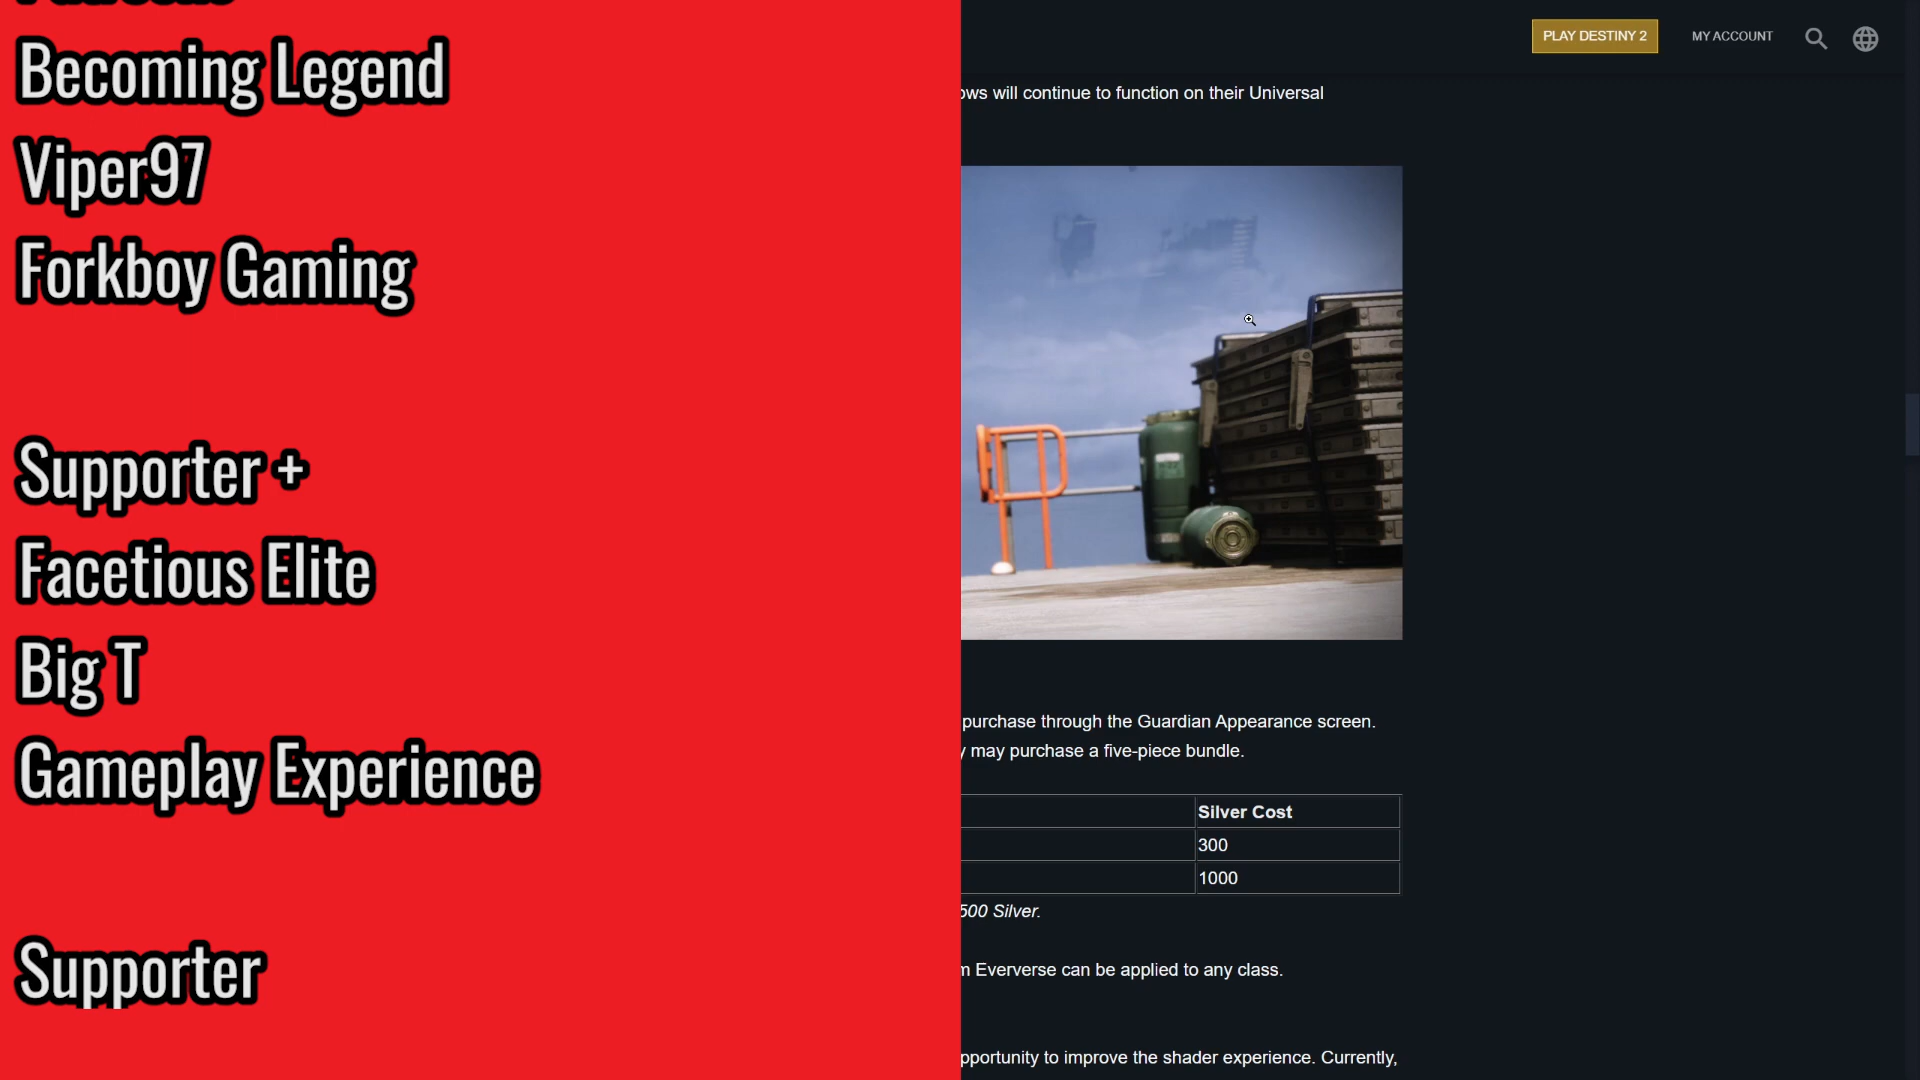 Becoming Legend
Viper97
Forkboy Gaming
Supporter +
Facetious Elite
Big T
Gameplay Experience
Supporter
PLAY DESTINY 2
MY ACCOUNT
will continue to function on their Universal
purchase through the Guardian Appearance screen.
may purchase a five-piece bundle.
Silver Cost
300
1000
500 Silver.
Eververse can be applied to any class.
to improve the shader experience. Currently,